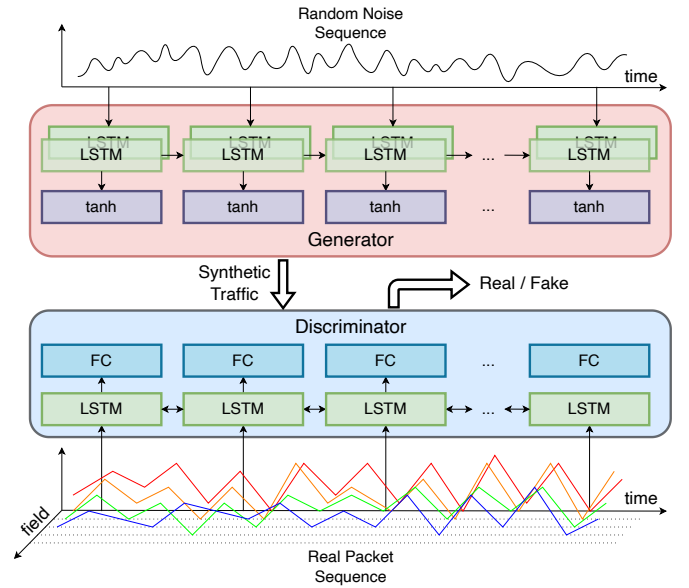 Random Noise
Sequence
time
LSTM LSTM LSTM LSTM
LSTM LSTM LSTM ... LSTM
tanh tanh tanh ... tanh
Generator
Synthetic
Traffic
Real / Fake
Discriminator
FC FC FC ... FC
LSTM LSTM LSTM ... LSTM
time
field
Real Packet
Sequence